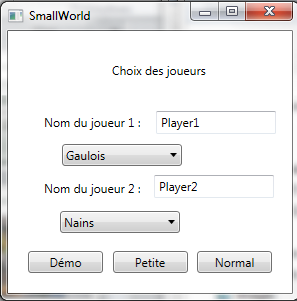 SmallWorld
Choix des joueurs
Nom du joueur 1 : Player1
Gaulois
Nom du joueur 2 : Player2
Nains
Démo Petite Normal